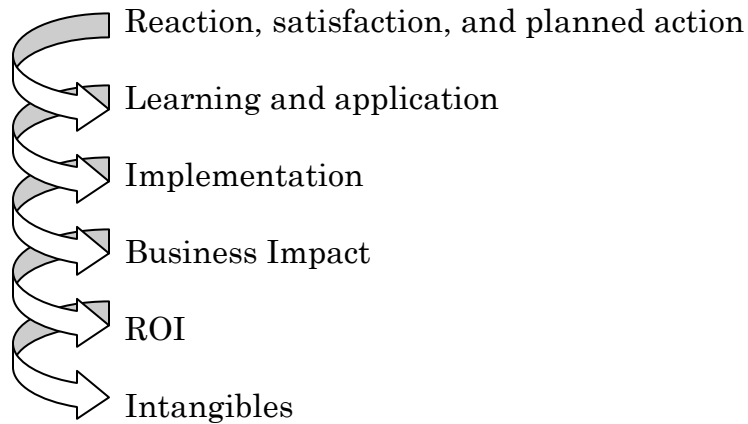 Reaction, satisfaction, and planned action
Learning and application
Implementation
Business Impact
ROI
Intangibles